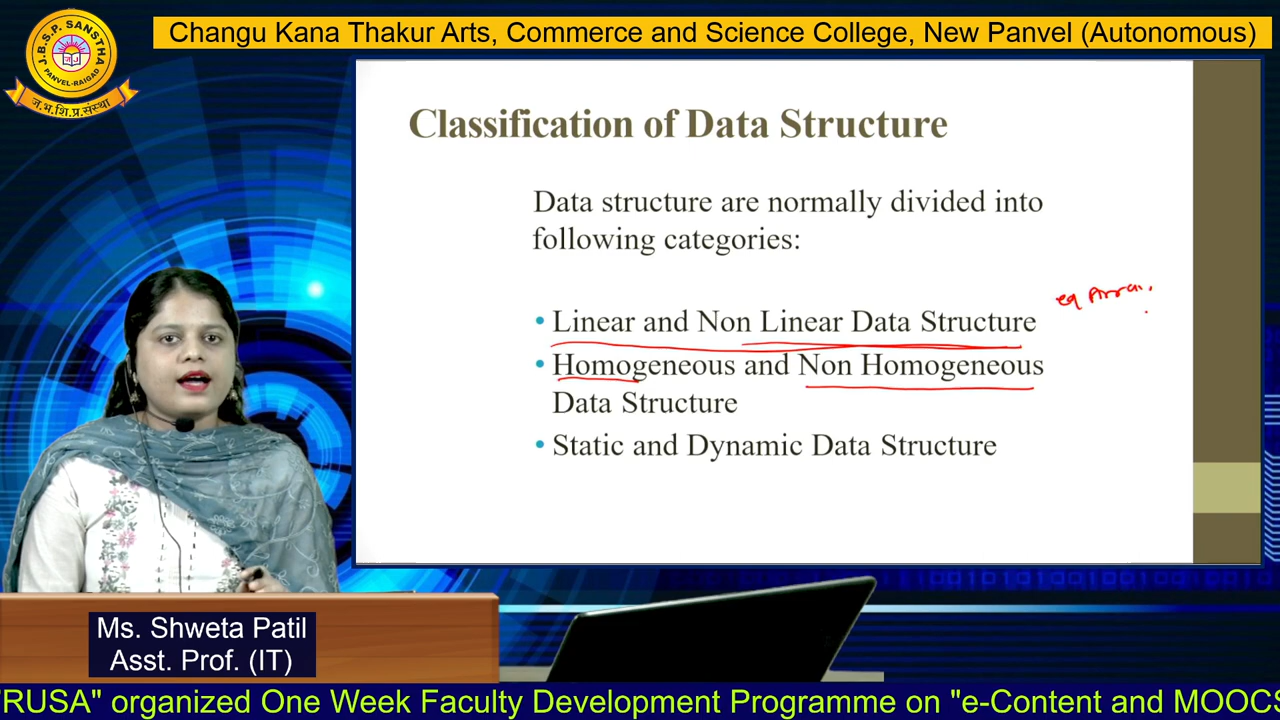 Changu Kana Thakur Arts, Commerce and Science College, New Panvel (Autonomous)
J.B.S.P. SANSTHA
PANVEL-RAIGAD
ज.भ.शि.प्र.संस्था
Classification of Data Structure
Data structure are normally divided into
following categories:
eg
• Linear and Non Linear Data Structure
• Homogeneous and Non Homogeneous
Data Structure
• Static and Dynamic Data Structure
Ms. Shweta Patil
Asst. Prof. (IT)
"RUSA" organized One Week Faculty Development Programme on "e-Content and MOOCS